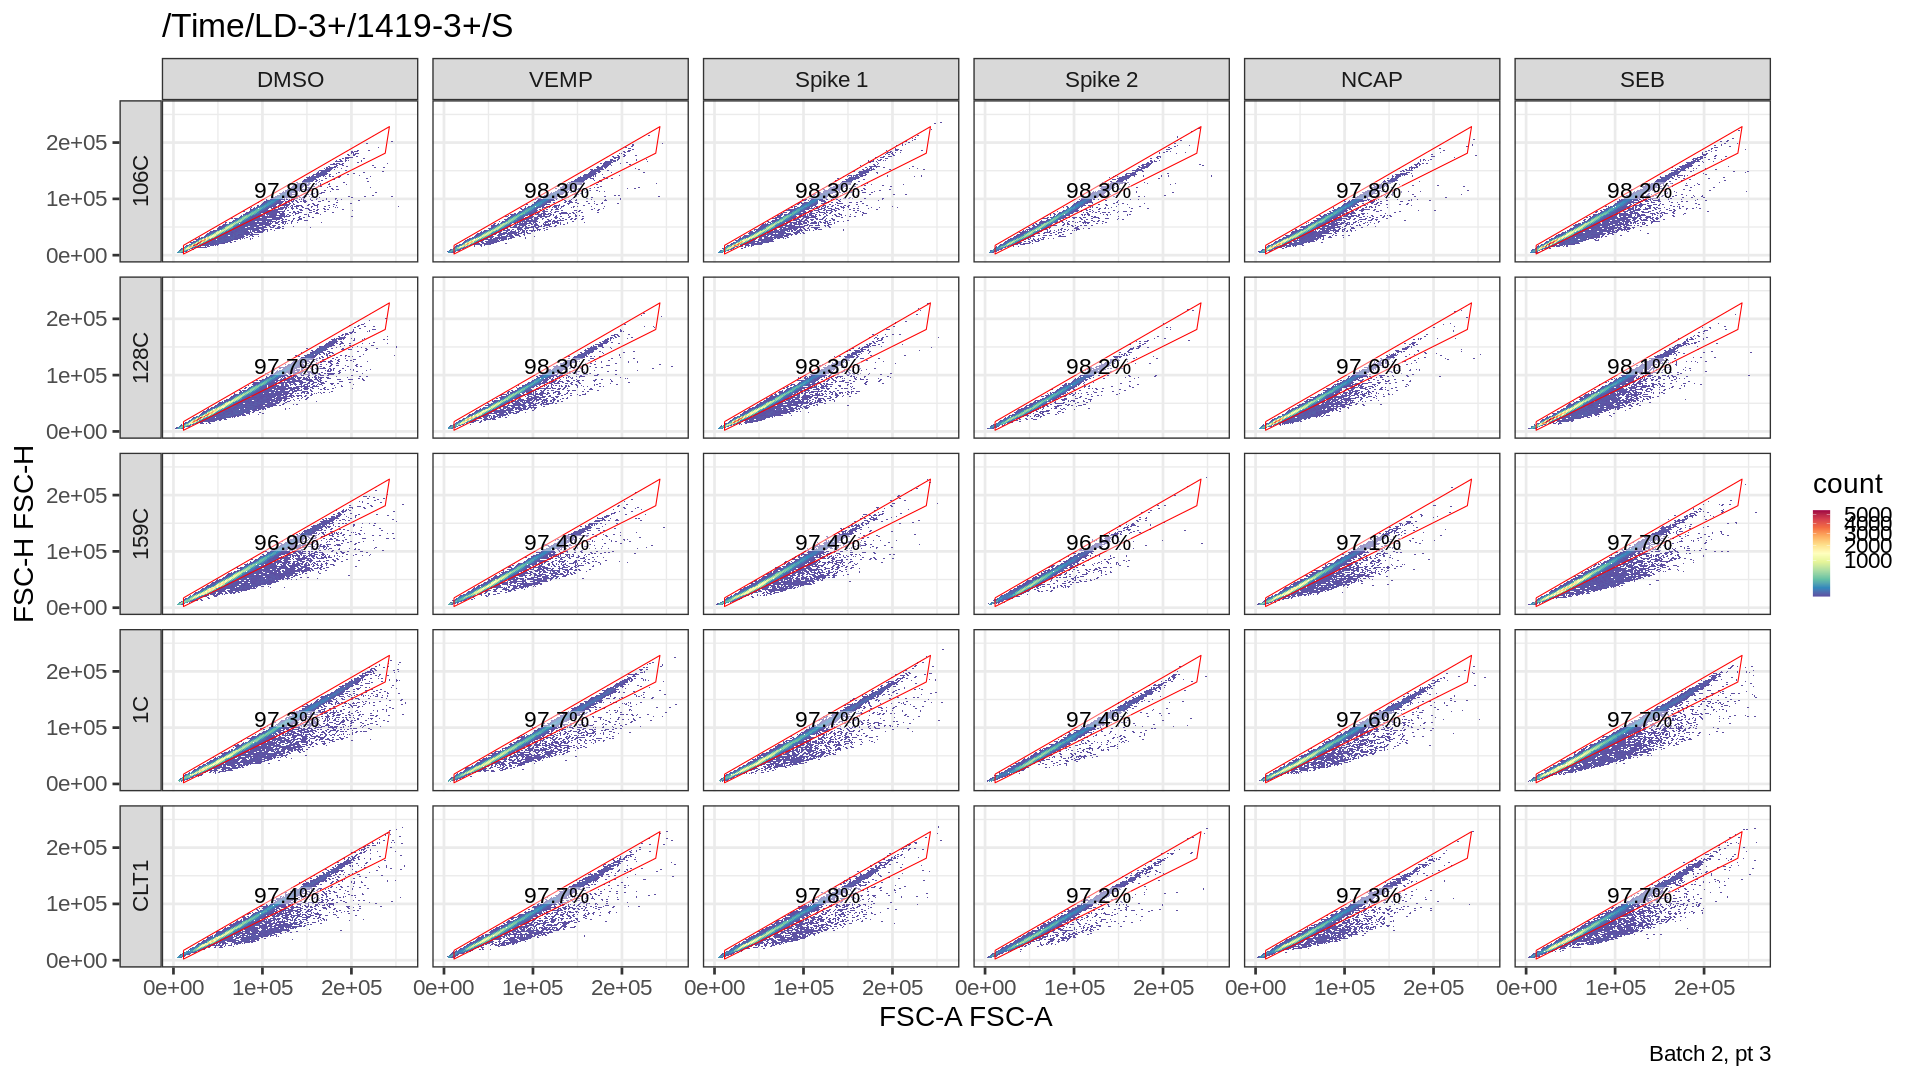 /Time/LD-3+/1419-3+/S
DMSO VEMP Spike 1 Spike 2 NCAP SEB
106C
2e+05
1e+05
0e+00
97.8% 98.3% 98.3% 98.3% 97.8% 98.2%
128C
2e+05
1e+05
0e+00
97.7% 98.3% 98.3% 98.2% 97.6% 98.1%
159C
2e+05
1e+05
0e+00
96.9% 97.4% 97.4% 96.5% 97.1% 97.7%
1C
2e+05
1e+05
0e+00
97.3% 97.7% 97.7% 97.4% 97.6% 97.7%
CLT1
2e+05
1e+05
0e+00
97.4% 97.7% 97.8% 97.2% 97.3% 97.7%
0e+00 1e+05 2e+05 0e+00 1e+05 2e+05 0e+00 1e+05 2e+05 0e+00 1e+05 2e+05 0e+00 1e+05 2e+05 0e+00 1e+05 2e+05
FSC-A FSC-A
FSC-H FSC-H
count
5000
4000
3000
2000
1000
Batch 2, pt 3